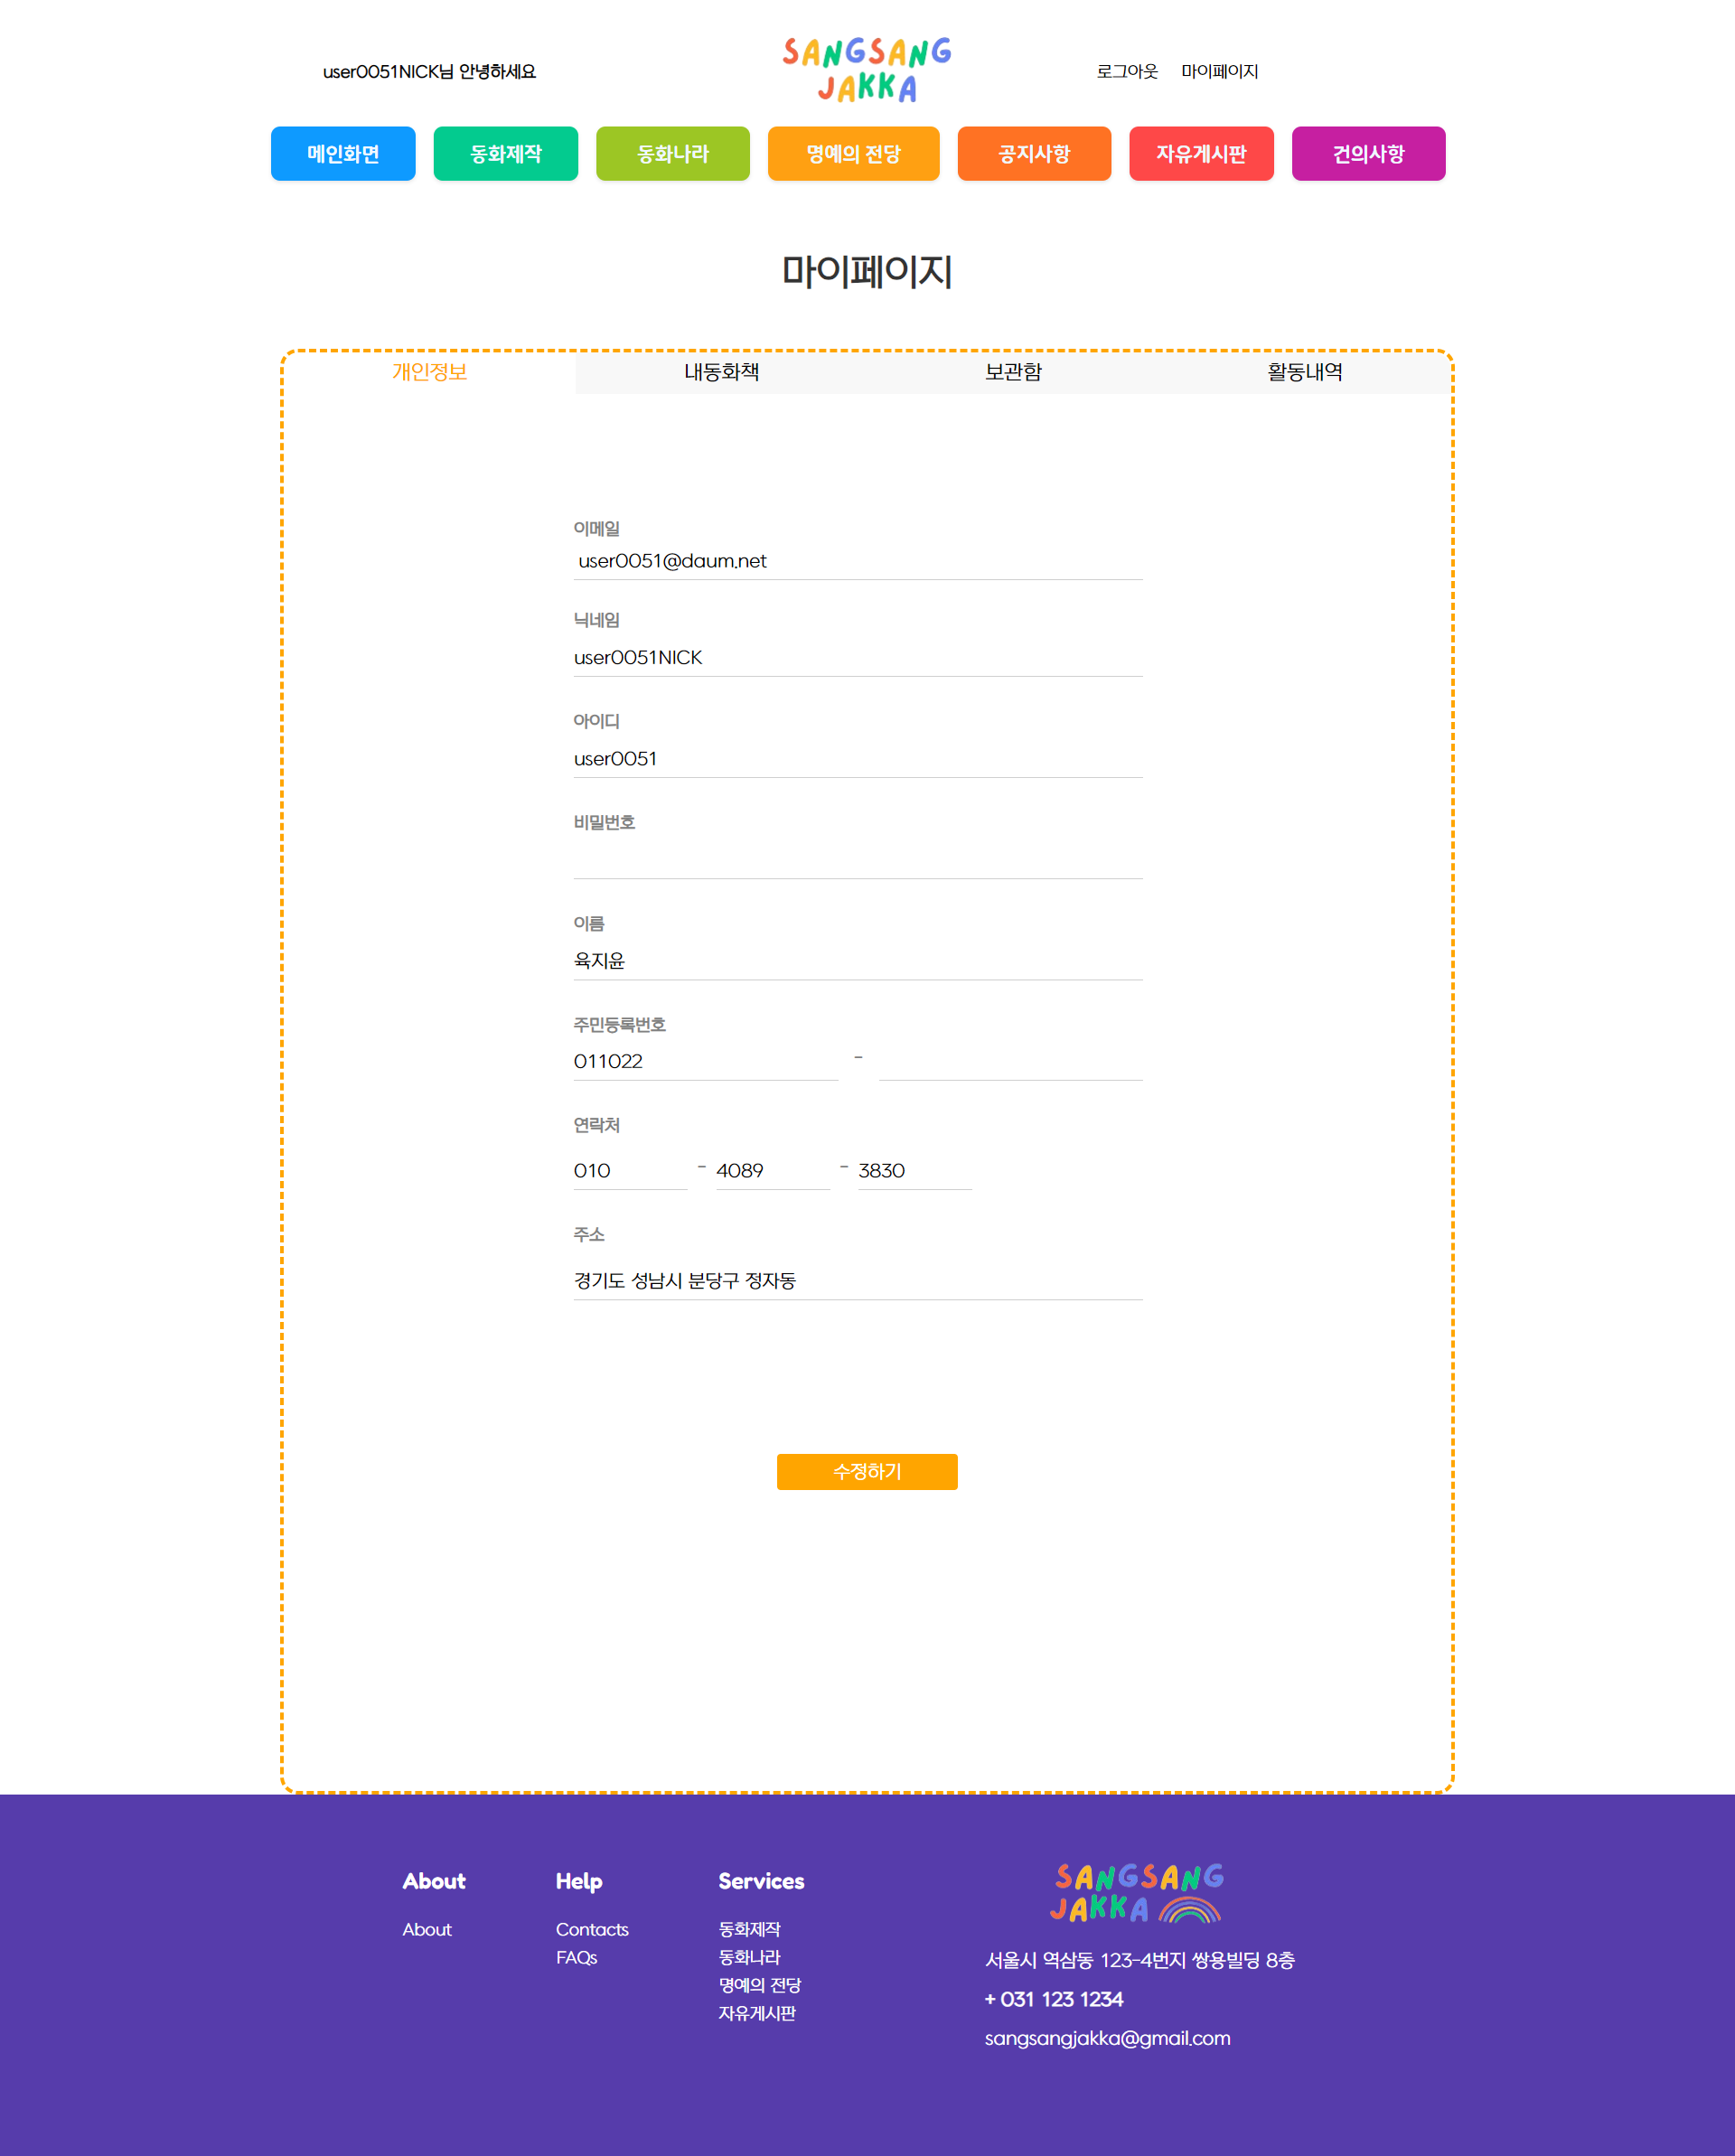 user0051NICK님 안녕하세요
SANGSANG
JAKKA
로그아웃 마이페이지
메인화면 동화제작 동화나라 명예의 전당 공지사항 자유게시판 건의사항
마이페이지
개인정보 내동화책 보관함 활동내역
이메일
user0051@daum.net
닉네임
user0051NICK
아이디
user0051
비밀번호
이름
육지윤
주민등록번호
011022 -
연락처
010 - 4089 - 3830
주소
경기도 성남시 분당구 정자동
수정하기
About
About
Help
Contacts
FAQs
Services
동화제작
동화나라
명예의 전당
자유게시판
SANGSANG
JAKKA
서울시 역삼동 123-4번지 쌍용빌딩 8층
+ 031 123 1234
sangsangjakka@gmail.com